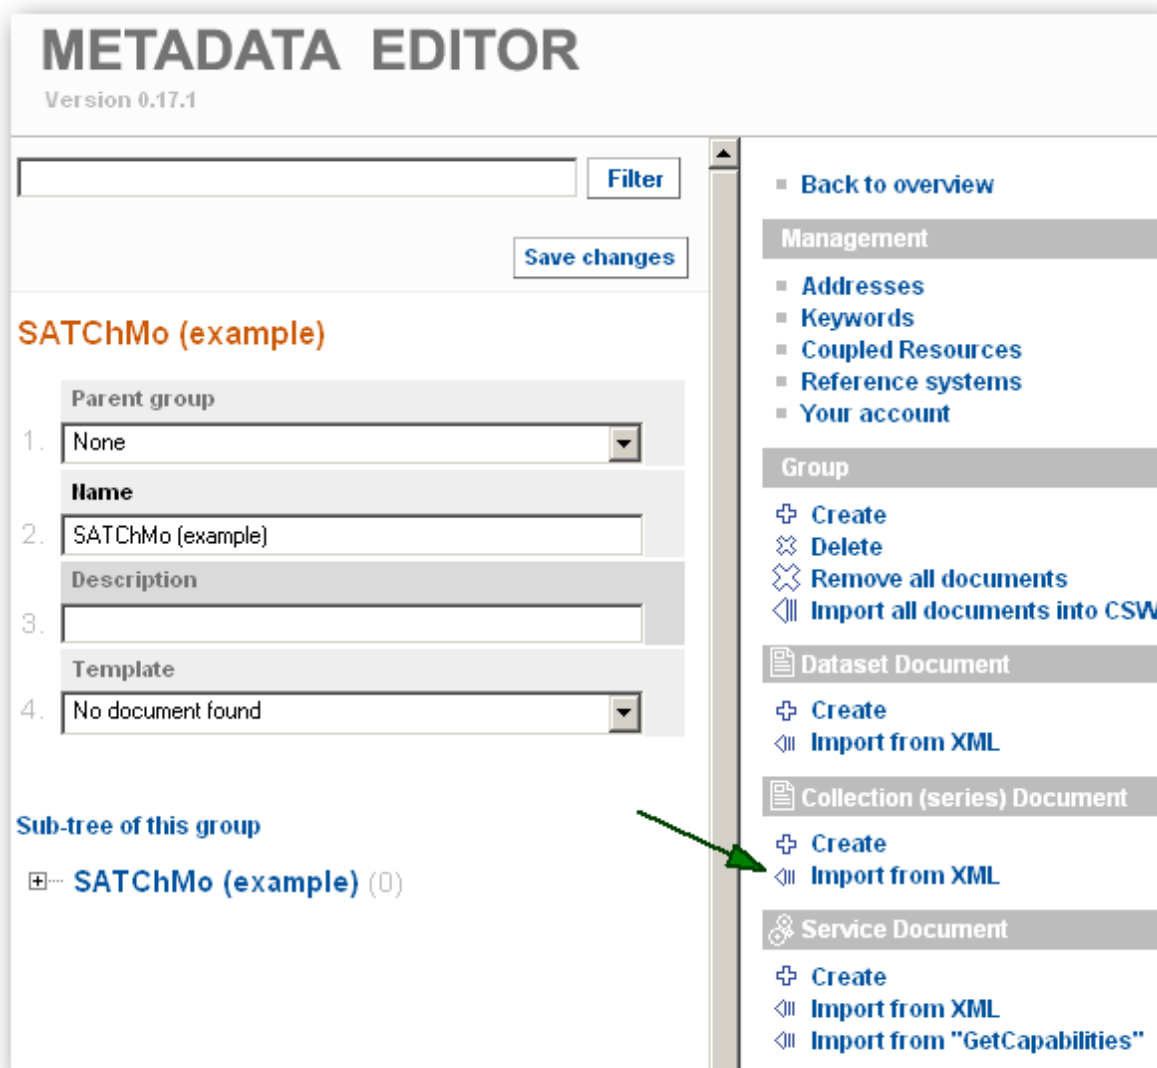 METADATA EDITOR
Version 0.17.1
Filter
Save changes
SATChMo (example)
Parent group
1. None
Name
2. SATChMo (example)
Description
3.
Template
4. No document found
Sub-tree of this group
SATChMo (example) (0)
Back to overview
Management
Addresses
Keywords
Coupled Resources
Reference systems
Your account
Group
Create
Delete
Remove all documents
Import all documents into CSW
Dataset Document
Create
Import from XML
Collection (series) Document
Create
Import from XML
Service Document
Create
Import from XML
Import from "GetCapabilities"